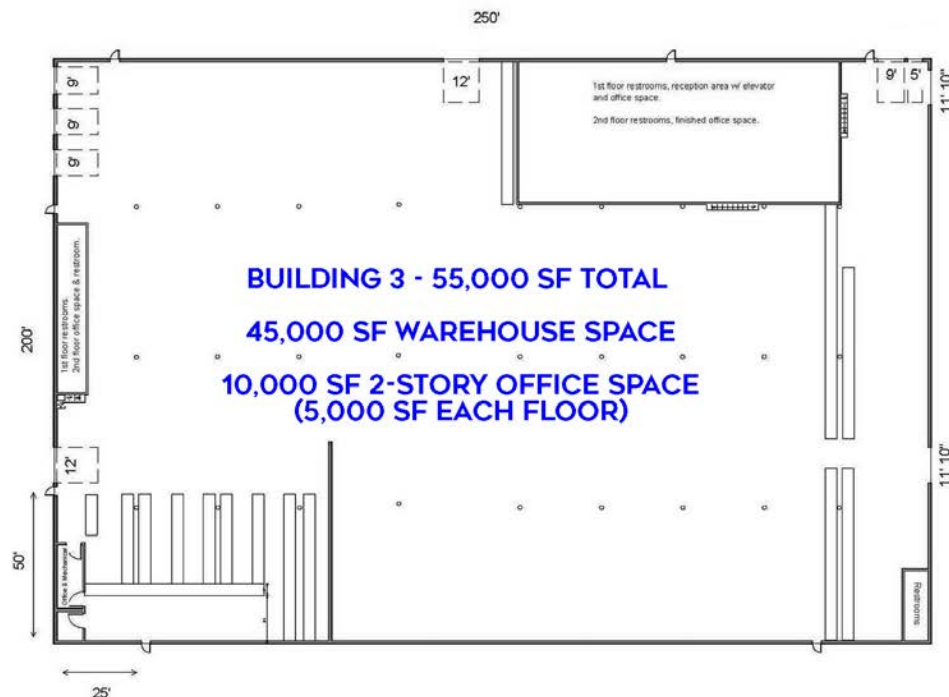 250'
9'
9'
9'
12'
1st floor restrooms, reception area w/ elevator
and office space.
2nd floor restrooms, finished office space.
9'
5'
11' 10"
1st floor restrooms.
2nd floor office space & restroom.
200'
BUILDING 3 - 55,000 SF TOTAL
45,000 SF WAREHOUSE SPACE
10,000 SF 2-STORY OFFICE SPACE
(5,000 SF EACH FLOOR)
12'
11' 10"
50'
Office & Mechanical
Restrooms
25'